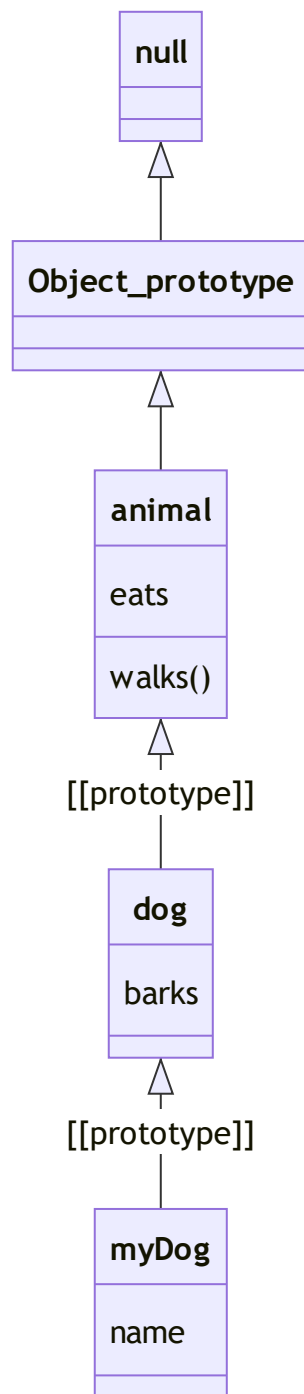 null
Object_prototype
animal
eats
walks()
[[prototype]]
dog
barks
[[prototype]]
myDog
name